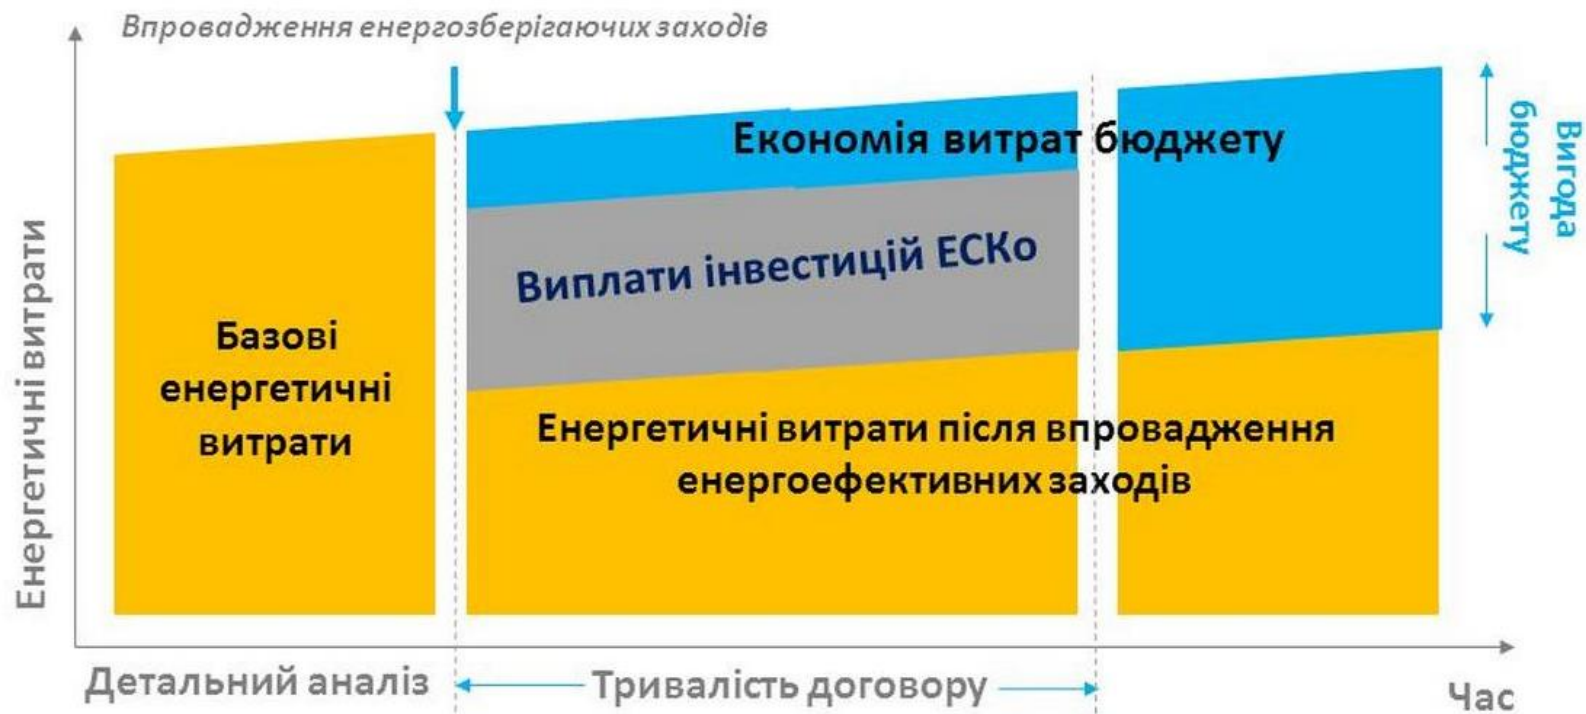 Впровадження енергозберігаючих заходів
Енергетичні витрати
Базові
енергетичні
витрати
Економія витрат бюджету
Виплати інвестицій ЕСКо
Енергетичні витрати після впровадження
енергоефективних заходів
Вигода
бюджету
Детальний аналіз
Тривалість договору
Час